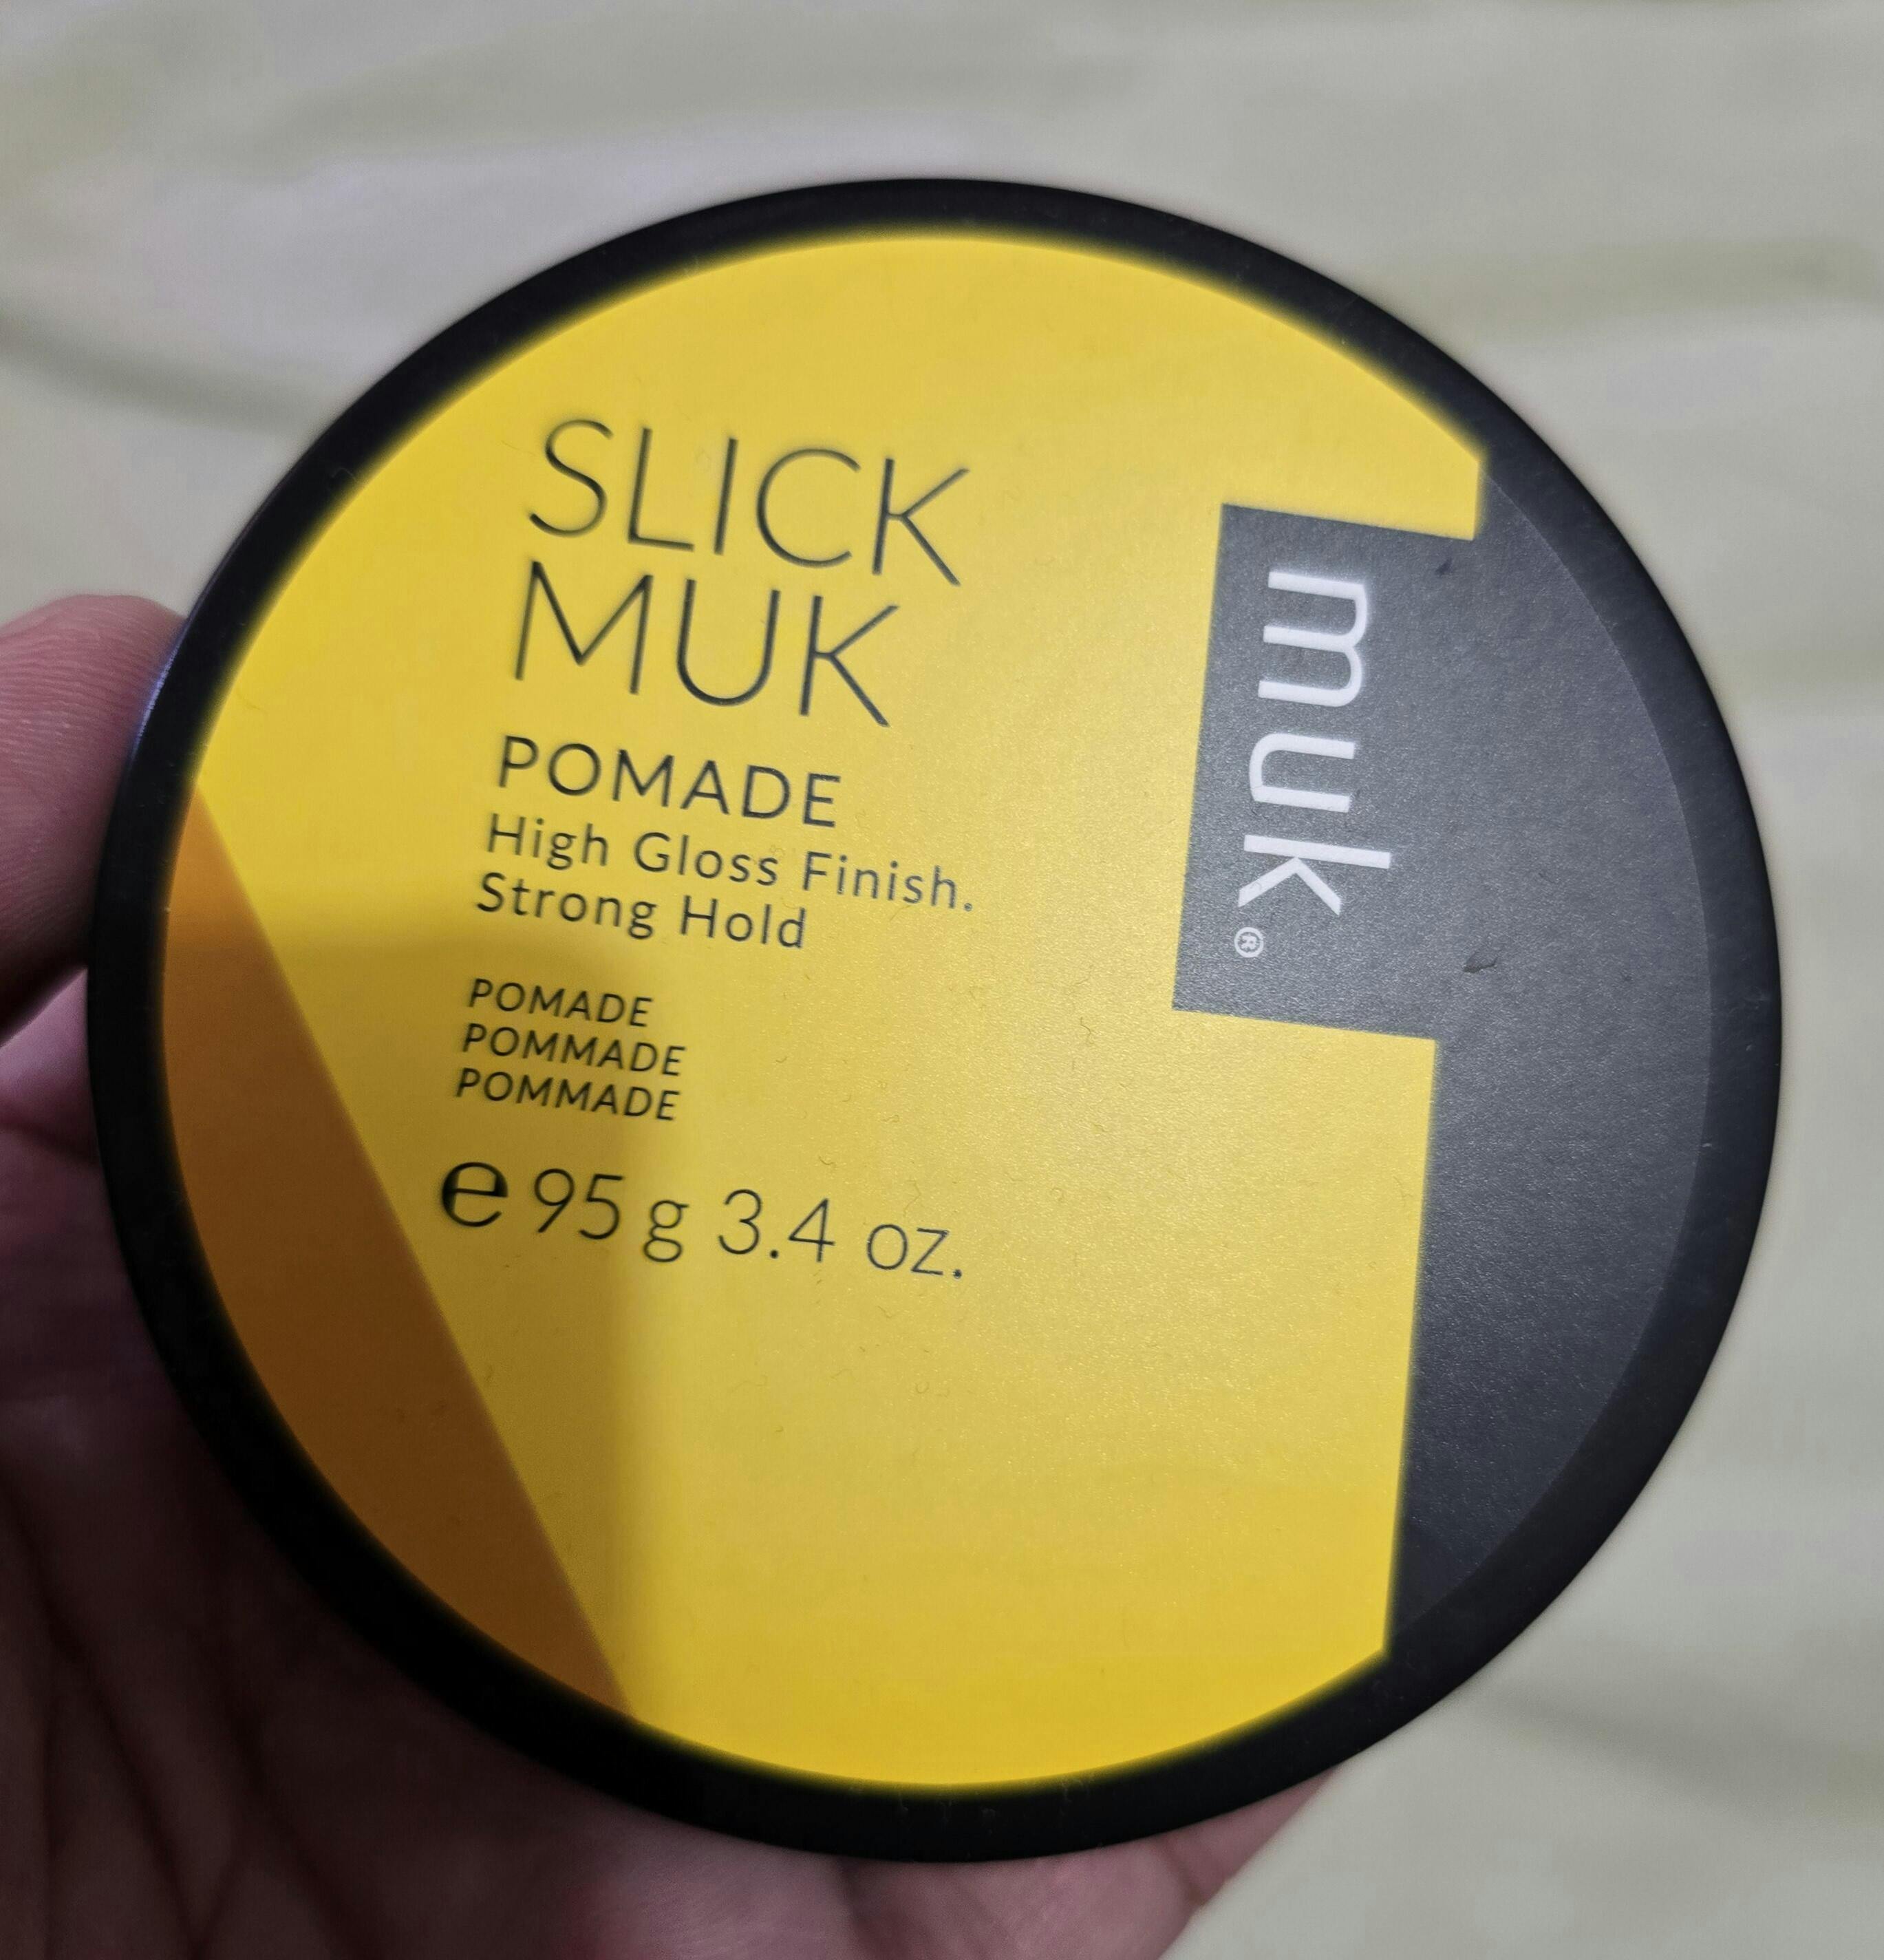 SLICK
MUK
POMADE
High Gloss Finish.
Strong Hold
POMADE
POMMADE
POMMADE
℮ 95 g 3.4 oz.
muk®